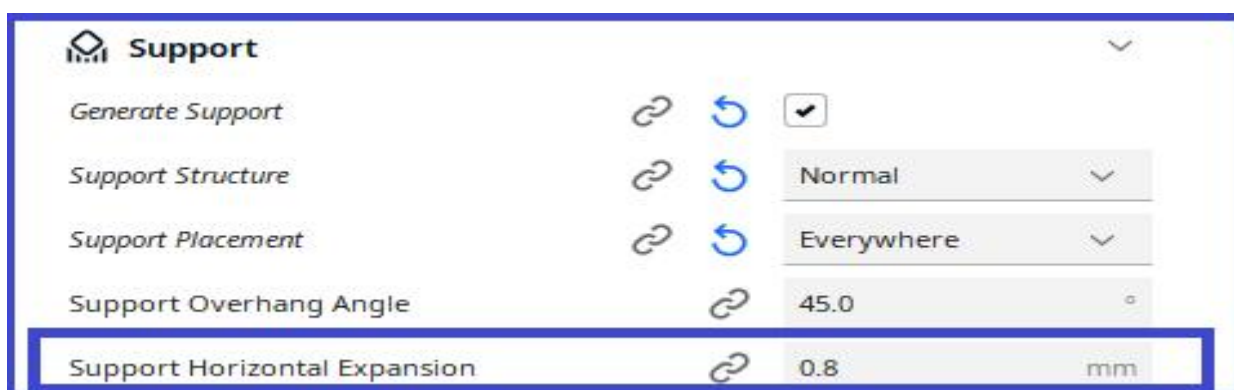 Support
Generate Support
Support Structure Normal
Support Placement Everywhere
Support Overhang Angle 45.0 °
Support Horizontal Expansion 0.8 mm